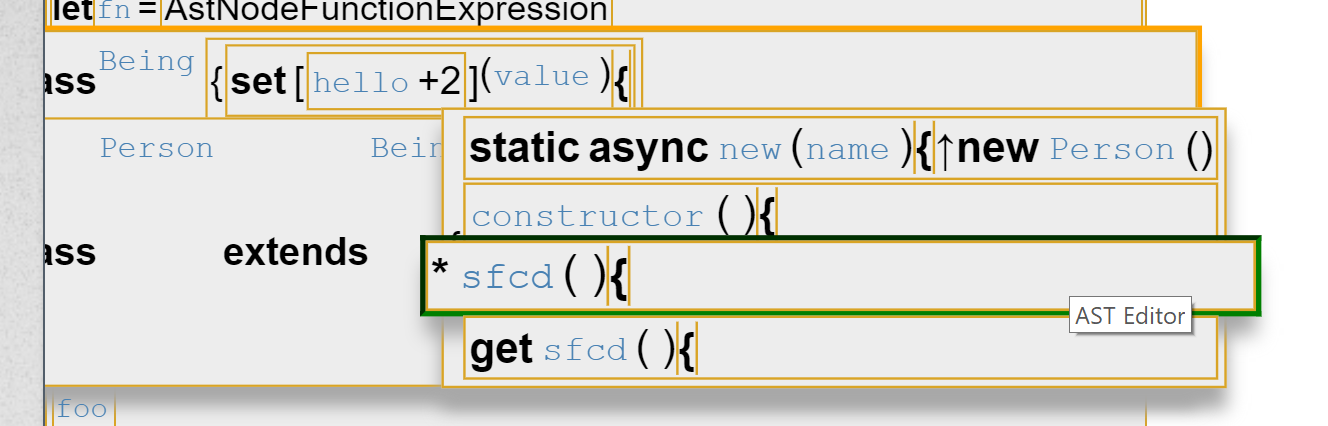 let fn = AstNodeFunctionExpression
ass Being { set [ hello +2 ] ( value ) {
static async new ( name ) { ↑ new Person ()
Person Bein
constructor ( ) {
ass extends {
* sfcd ( ) {
AST Editor
get sfcd ( ) {
foo